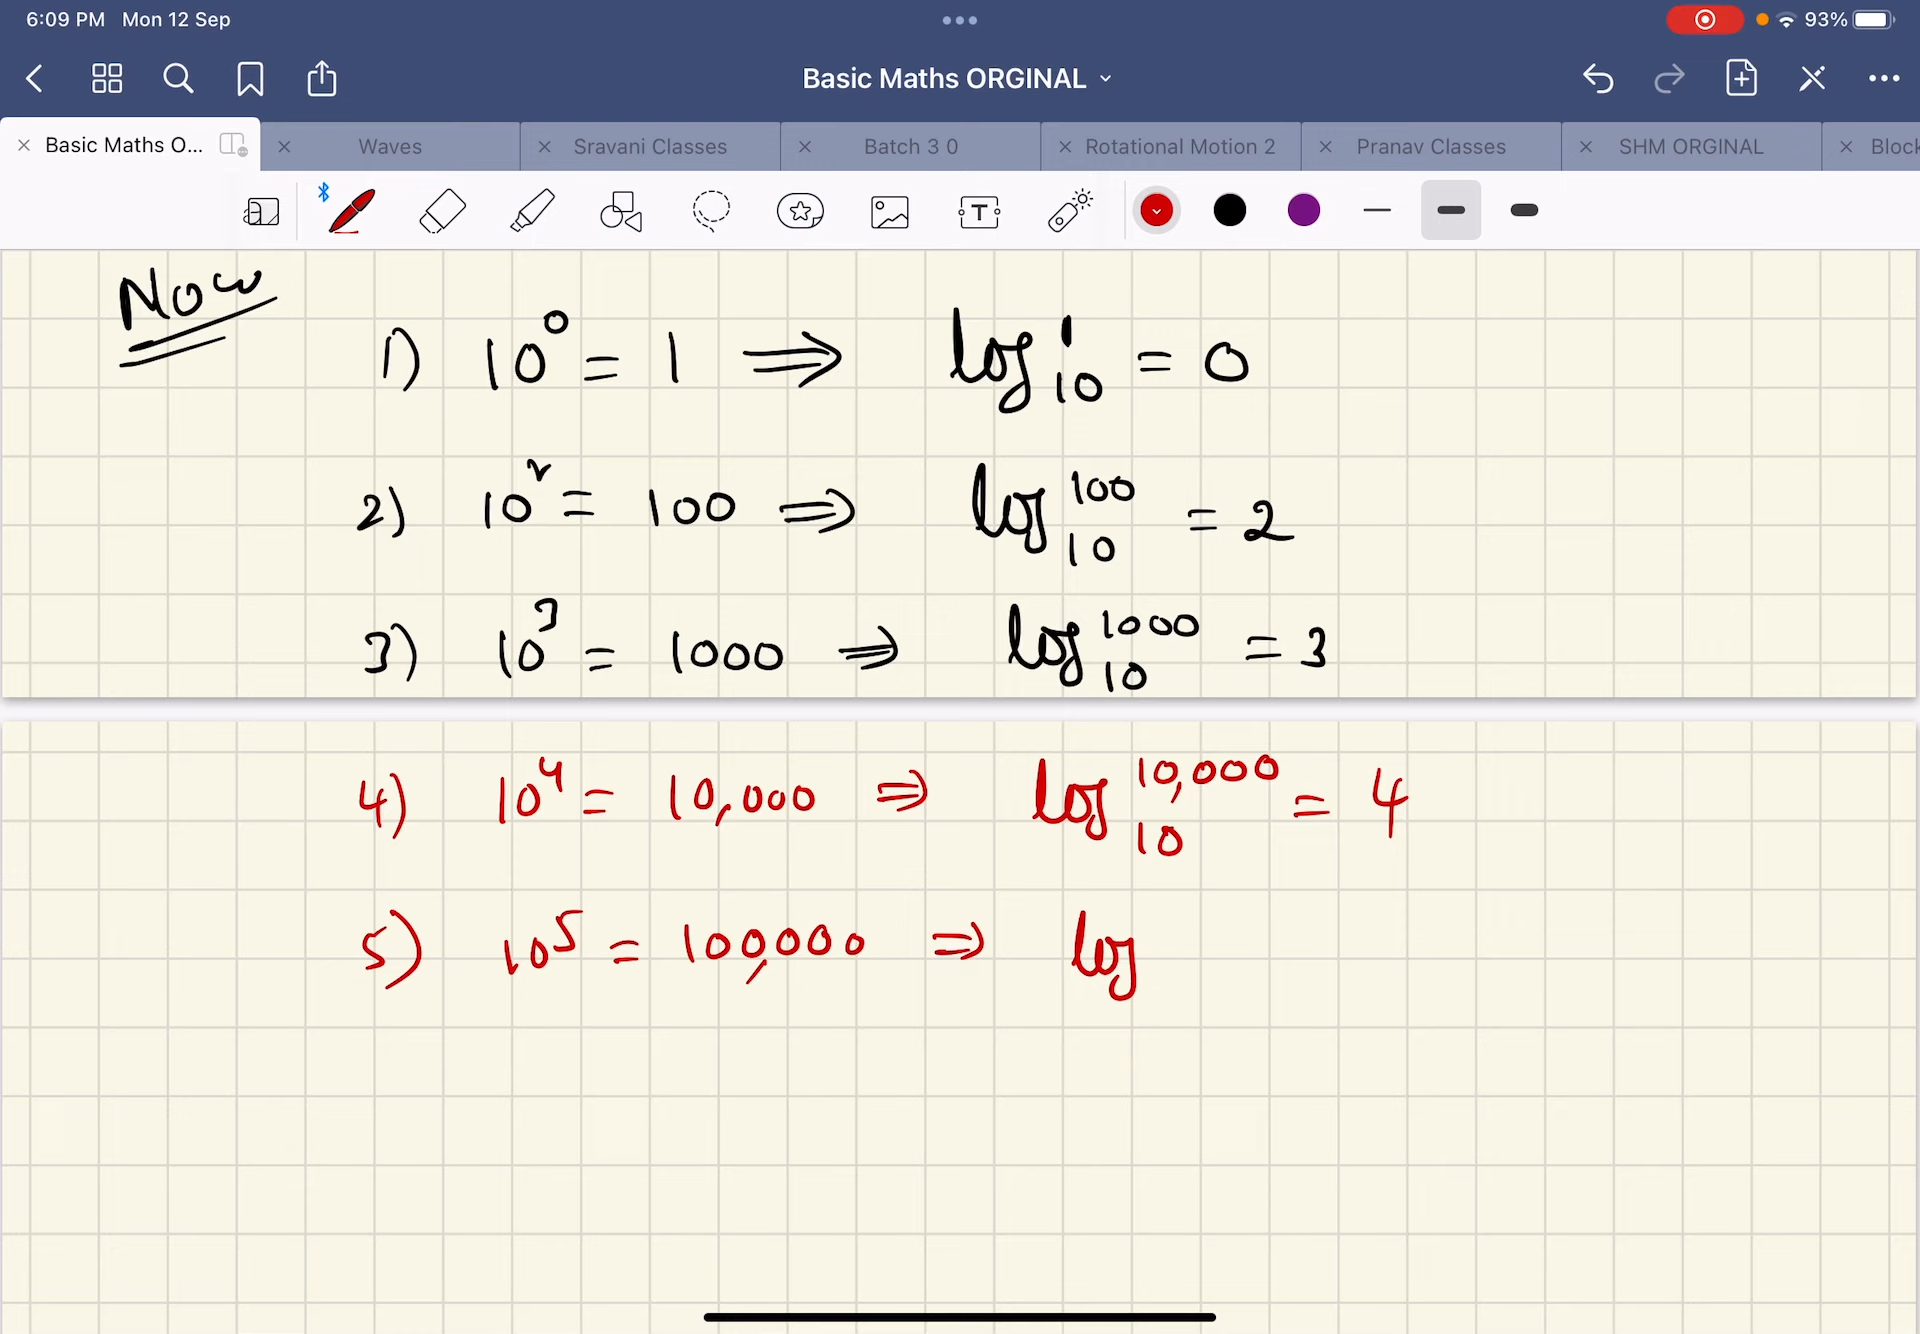 6:09 PM Mon 12 Sep 93%
Basic Maths ORGINAL
Basic Maths O... Waves Sravani Classes Batch 3 0 Rotational Motion 2 Pranav Classes SHM ORGINAL Block
T
Now
1) 10⁰ = 1 ⇒ log₁₀ 1 = 0
2) 10² = 100 ⇒ log₁₀ 100 = 2
3) 10³ = 1000 ⇒ log₁₀ 1000 = 3
4) 10⁴ = 10,000 ⇒ log₁₀ 10,000 = 4
5) 10⁵ = 100,000 ⇒ log